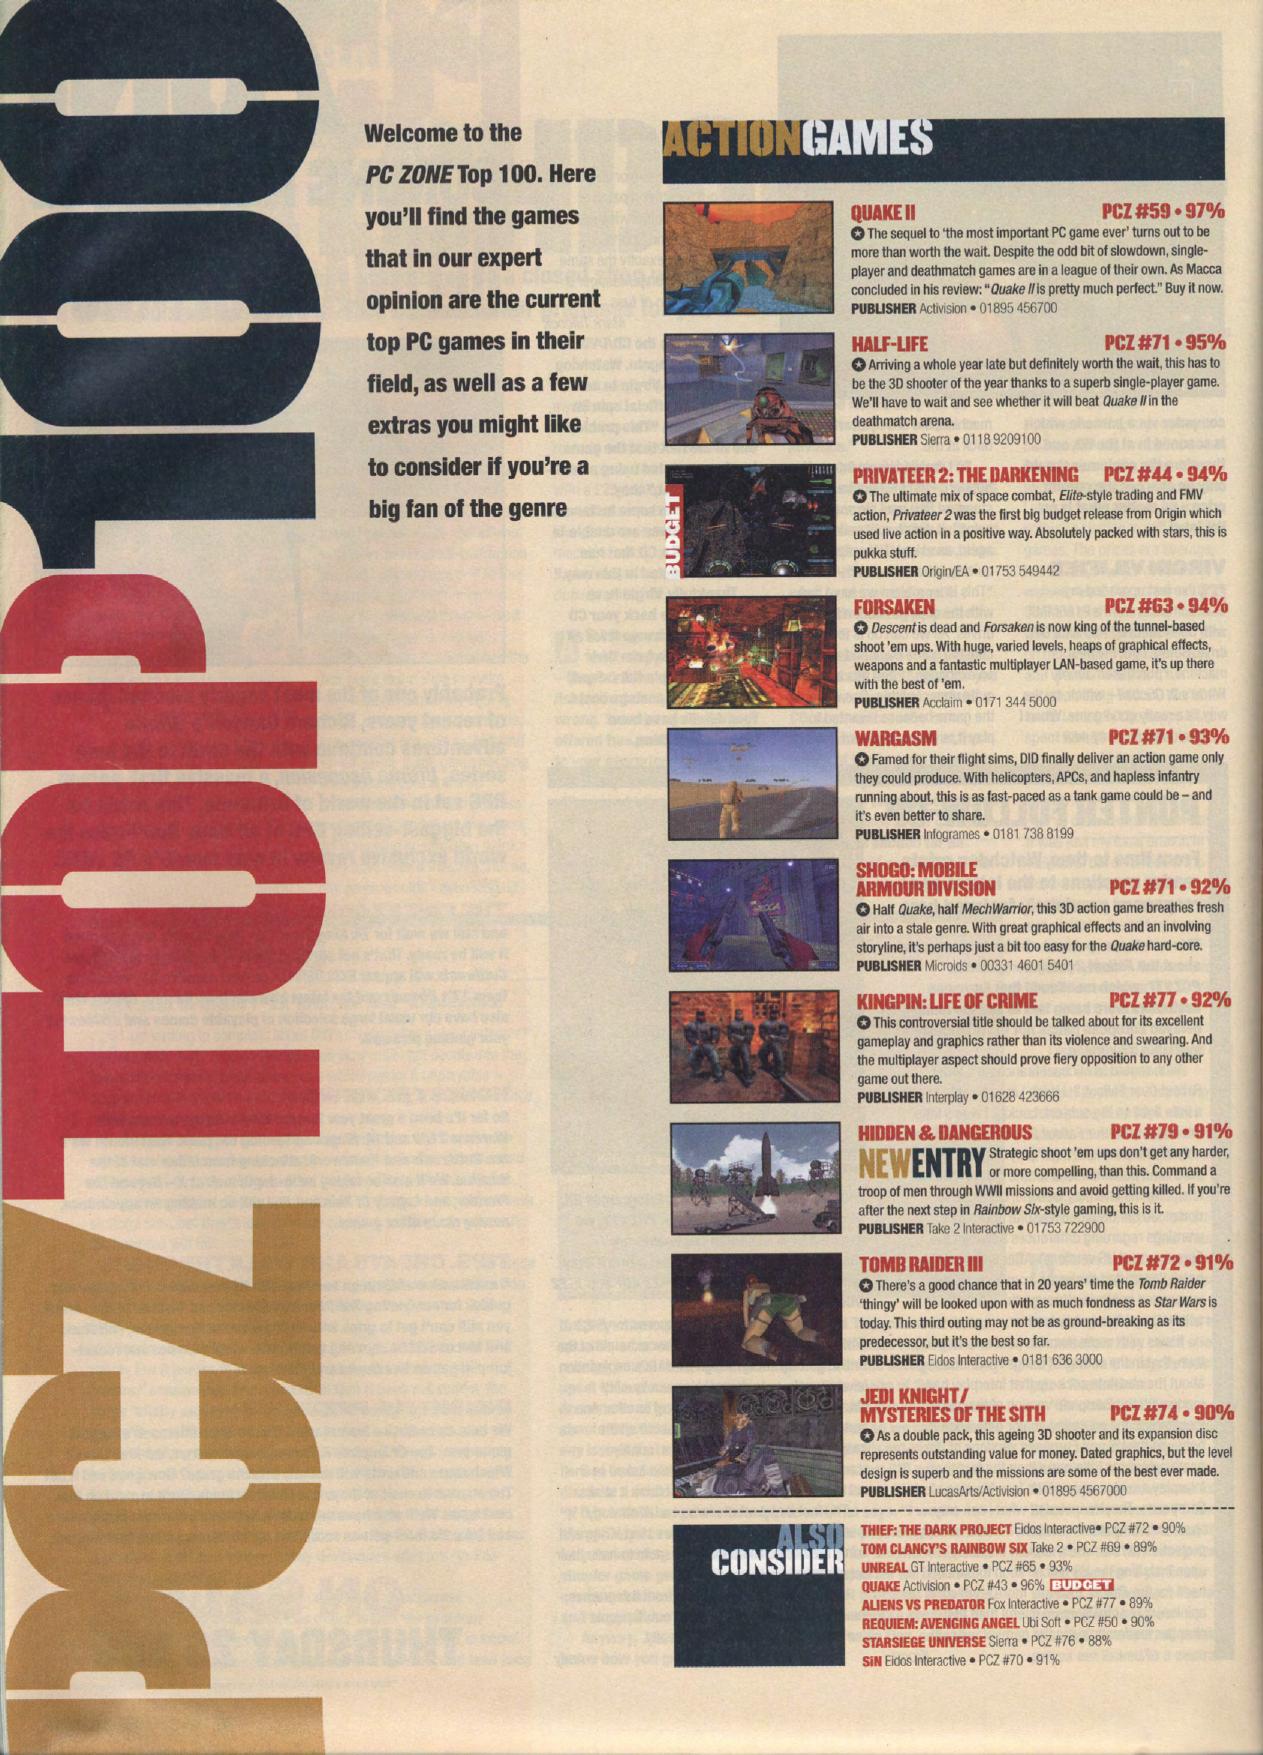 PCZ TOP 100
Welcome to the
PC ZONE Top 100. Here
you'll find the games
that in our expert
opinion are the current
top PC games in their
field, as well as a few
extras you might like
to consider if you're a
big fan of the genre
ACTIONGAMES
QUAKE II PCZ #59 • 97%
✪ The sequel to 'the most important PC game ever' turns out to be
more than worth the wait. Despite the odd bit of slowdown, single-
player and deathmatch games are in a league of their own. As Macca
concluded in his review: "Quake II is pretty much perfect." Buy it now.
PUBLISHER Activision • 01895 456700
HALF-LIFE PCZ #71 • 95%
✪ Arriving a whole year late but definitely worth the wait, this has to
be the 3D shooter of the year thanks to a superb single-player game.
We'll have to wait and see whether it will beat Quake II in the
deathmatch arena.
PUBLISHER Sierra • 0118 9209100
BUDGET
PRIVATEER 2: THE DARKENING PCZ #44 • 94%
✪ The ultimate mix of space combat, Elite-style trading and FMV
action, Privateer 2 was the first big budget release from Origin which
used live action in a positive way. Absolutely packed with stars, this is
pukka stuff.
PUBLISHER Origin/EA • 01753 549442
FORSAKEN PCZ #63 • 94%
✪ Descent is dead and Forsaken is now king of the tunnel-based
shoot 'em ups. With huge, varied levels, heaps of graphical effects,
weapons and a fantastic multiplayer LAN-based game, it's up there
with the best of 'em.
PUBLISHER Acclaim • 0171 344 5000
WARGASM PCZ #71 • 93%
✪ Famed for their flight sims, DID finally deliver an action game only
they could produce. With helicopters, APCs, and hapless infantry
running about, this is as fast-paced as a tank game could be – and
it's even better to share.
PUBLISHER Infogrames • 0181 738 8199
SHOGO: MOBILE
ARMOUR DIVISION PCZ #71 • 92%
✪ Half Quake, half MechWarrior, this 3D action game breathes fresh
air into a stale genre. With great graphical effects and an involving
storyline, it's perhaps just a bit too easy for the Quake hard-core.
PUBLISHER Microids • 00331 4601 5401
KINGPIN: LIFE OF CRIME PCZ #77 • 92%
✪ This controversial title should be talked about for its excellent
gameplay and graphics rather than its violence and swearing. And
the multiplayer aspect should prove fiery opposition to any other
game out there.
PUBLISHER Interplay • 01628 423666
HIDDEN & DANGEROUS PCZ #79 • 91%
NEWENTRY Strategic shoot 'em ups don't get any harder,
or more compelling, than this. Command a
troop of men through WWII missions and avoid getting killed. If you're
after the next step in Rainbow Six-style gaming, this is it.
PUBLISHER Take 2 Interactive • 01753 722900
TOMB RAIDER III PCZ #72 • 91%
✪ There's a good chance that in 20 years' time the Tomb Raider
'thingy' will be looked upon with as much fondness as Star Wars is
today. This third outing may not be as ground-breaking as its
predecessor, but it's the best so far.
PUBLISHER Eidos Interactive • 0181 636 3000
JEDI KNIGHT/
MYSTERIES OF THE SITH PCZ #74 • 90%
✪ As a double pack, this ageing 3D shooter and its expansion disc
represents outstanding value for money. Dated graphics, but the level
design is superb and the missions are some of the best ever made.
PUBLISHER LucasArts/Activision • 01895 4567000
ALSO
CONSIDER
THIEF: THE DARK PROJECT Eidos Interactive• PCZ #72 • 90%
TOM CLANCY'S RAINBOW SIX Take 2 • PCZ #69 • 89%
UNREAL GT Interactive • PCZ #65 • 93%
QUAKE Activision • PCZ #43 • 96% BUDGET
ALIENS VS PREDATOR Fox Interactive • PCZ #77 • 89%
REQUIEM: AVENGING ANGEL Ubi Soft • PCZ #50 • 90%
STARSIEGE UNIVERSE Sierra • PCZ #76 • 88%
SiN Eidos Interactive • PCZ #70 • 91%